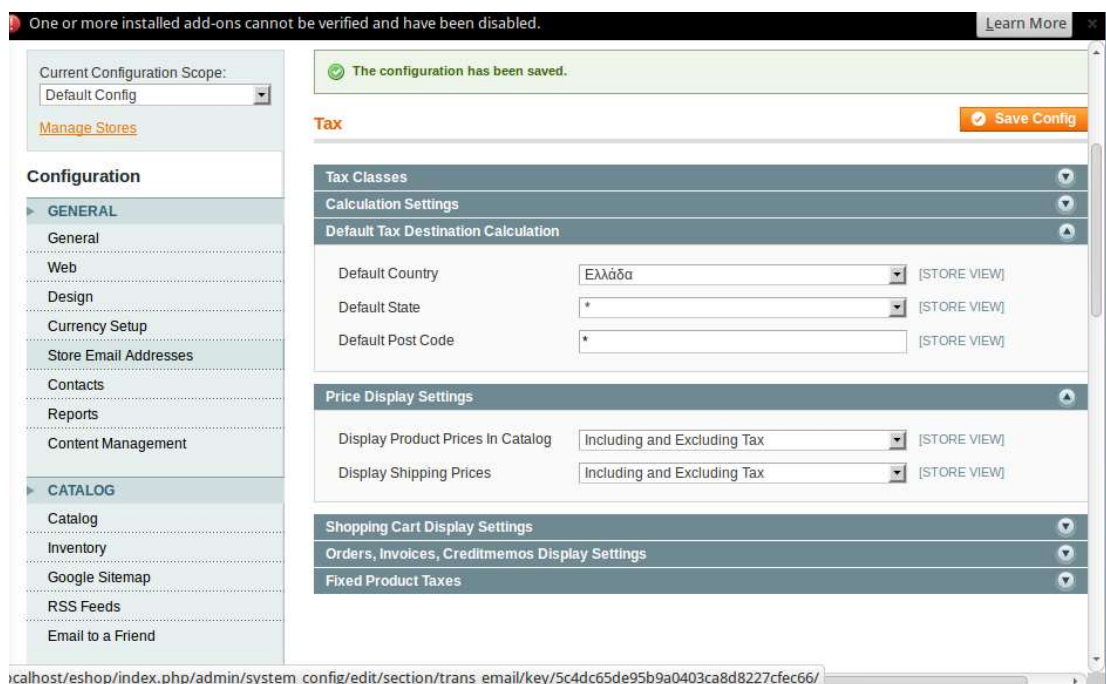 One or more installed add-ons cannot be verified and have been disabled.
Learn More
Current Configuration Scope:
Default Config
Manage Stores
Configuration
GENERAL
General
Web
Design
Currency Setup
Store Email Addresses
Contacts
Reports
Content Management
CATALOG
Catalog
Inventory
Google Sitemap
RSS Feeds
Email to a Friend
The configuration has been saved.
Tax
Save Config
Tax Classes
Calculation Settings
Default Tax Destination Calculation
Default Country Ελλάδα [STORE VIEW]
Default State * [STORE VIEW]
Default Post Code * [STORE VIEW]
Price Display Settings
Display Product Prices In Catalog Including and Excluding Tax [STORE VIEW]
Display Shipping Prices Including and Excluding Tax [STORE VIEW]
Shopping Cart Display Settings
Orders, Invoices, Creditmemos Display Settings
Fixed Product Taxes
ocalhost/eshop/index.php/admin/system_config/edit/section/trans_email/key/5c4dc65de95b9a0403ca8d8227cfec66/